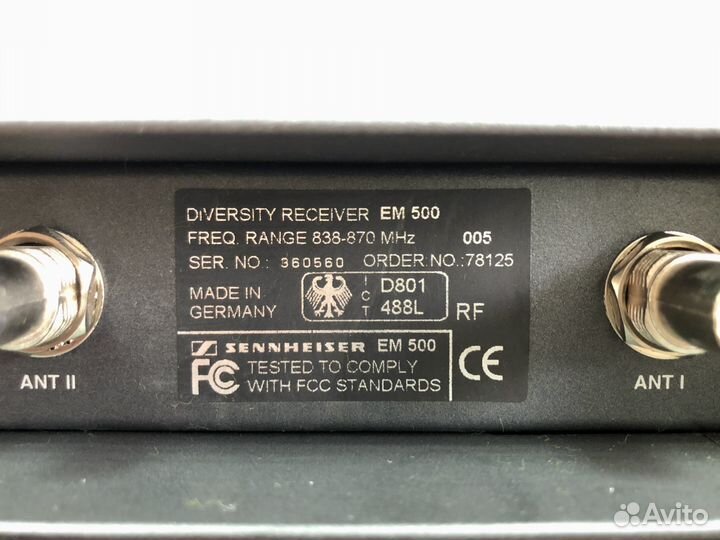 DIVERSITY RECEIVER EM 500
FREQ. RANGE 838-870 MHz 005
SER. NO.: 360560 ORDER.NO.:78125
MADE IN GERMANY
ICT
D801
488L
RF
SENNHEISER EM 500
FC TESTED TO COMPLY
WITH FCC STANDARDS
CE
ANT II
ANT I
Avito